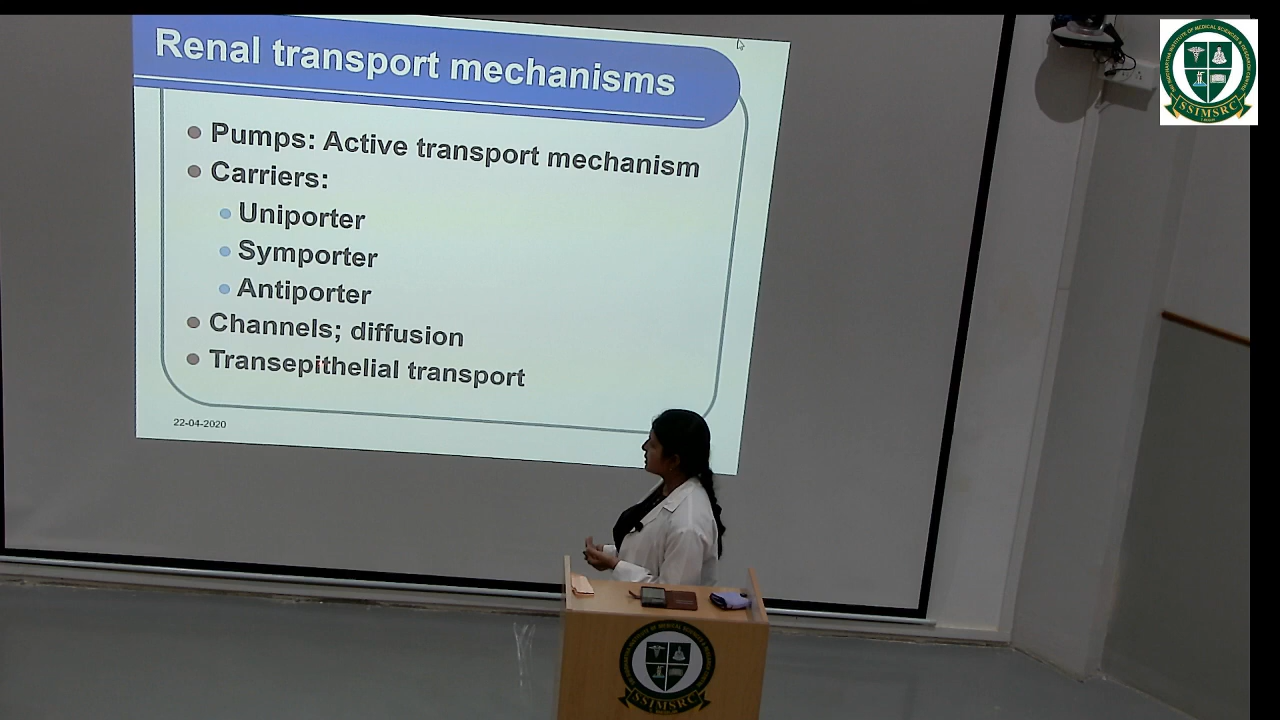 Renal transport mechanisms
Pumps: Active transport mechanism
Carriers:
Uniporter
Symporter
Antiporter
Channels; diffusion
Transepithelial transport
22-04-2020
SSIMSRC
SSIMSRC